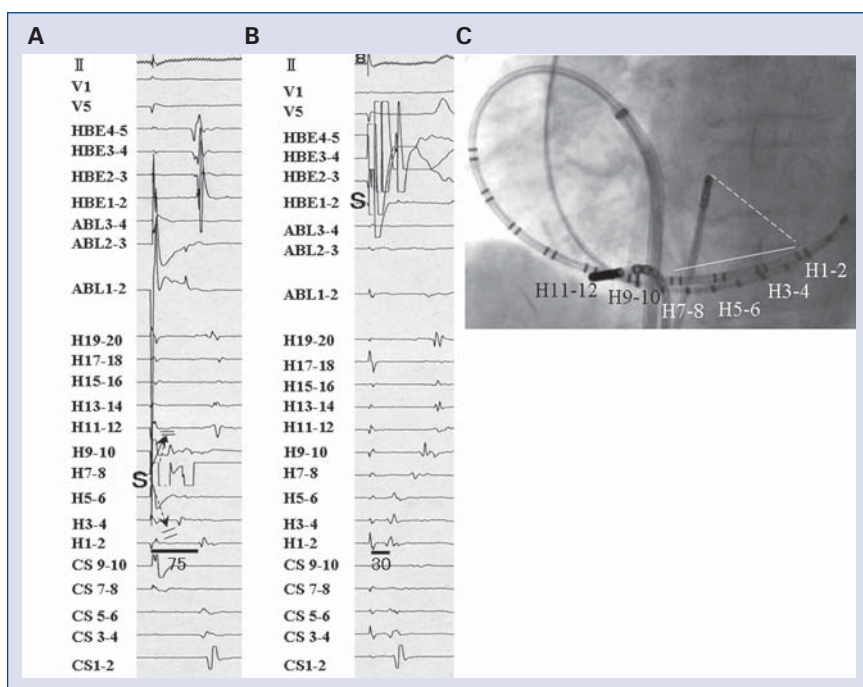 A
II
V1
V5
HBE4-5
HBE3-4
HBE2-3
HBE1-2
ABL3-4
ABL2-3
ABL1-2
H19-20
H17-18
H15-16
H13-14
H11-12
H9-10
H7-8
S
H5-6
H3-4
H1-2
75
CS 9-10
CS 7-8
CS 5-6
CS 3-4
CS1-2
B
II
V1
V5
HBE4-5
HBE3-4
HBE2-3
S
HBE1-2
ABL3-4
ABL2-3
ABL1-2
H19-20
H17-18
H15-16
H13-14
H11-12
H9-10
H7-8
H5-6
H3-4
H1-2
30
CS 9-10
CS 7-8
CS 5-6
CS 3-4
CS1-2
C
H11-12
H9-10
H7-8
H5-6
H3-4
H1-2